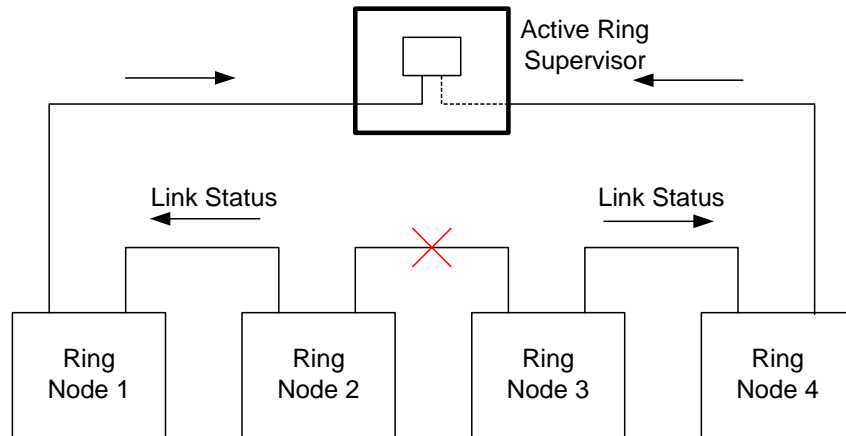 Active Ring
Supervisor
Link Status
Link Status
Ring
Node 1
Ring
Node 2
Ring
Node 3
Ring
Node 4